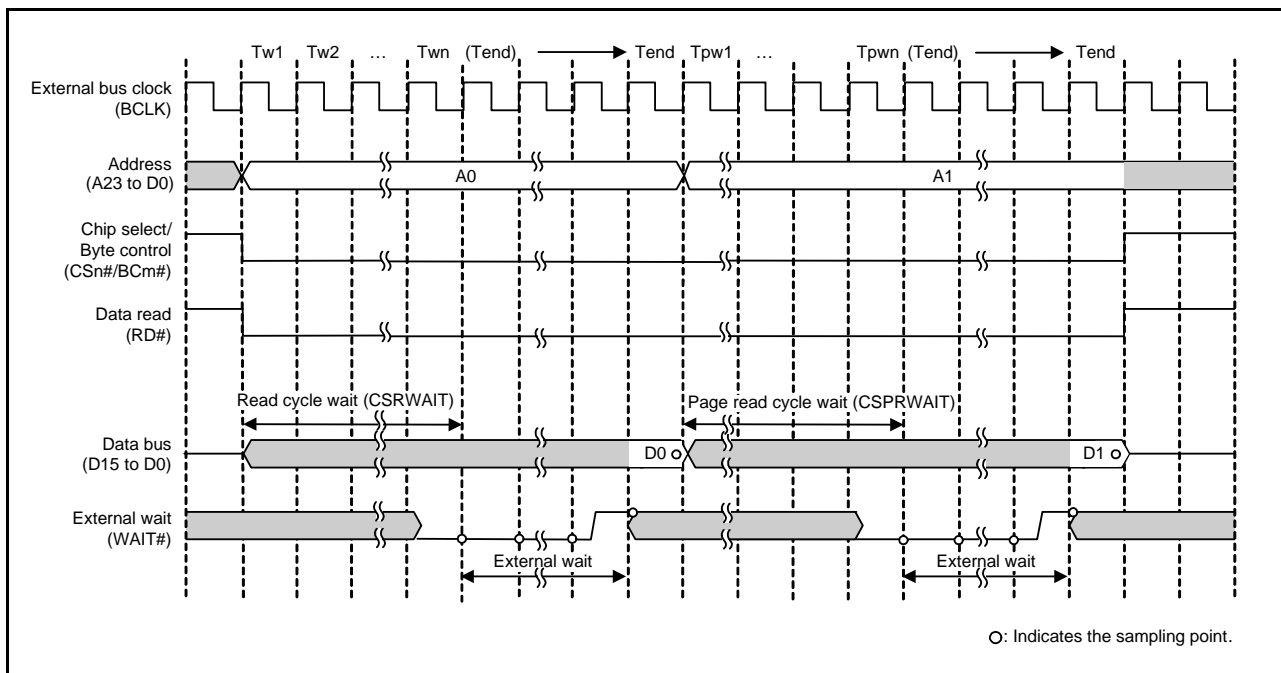 Tw1 Tw2 ... Twn (Tend) Tend Tpw1 ... Tpwn (Tend) Tend
External bus clock
(BCLK)
Address
(A23 to D0)
A0 A1
Chip select/
Byte control
(CSn#/BCm#)
Data read
(RD#)
Read cycle wait (CSRWAIT) Page read cycle wait (CSPRWAIT)
Data bus
(D15 to D0)
D0 D1
External wait
(WAIT#)
External wait External wait
O: Indicates the sampling point.